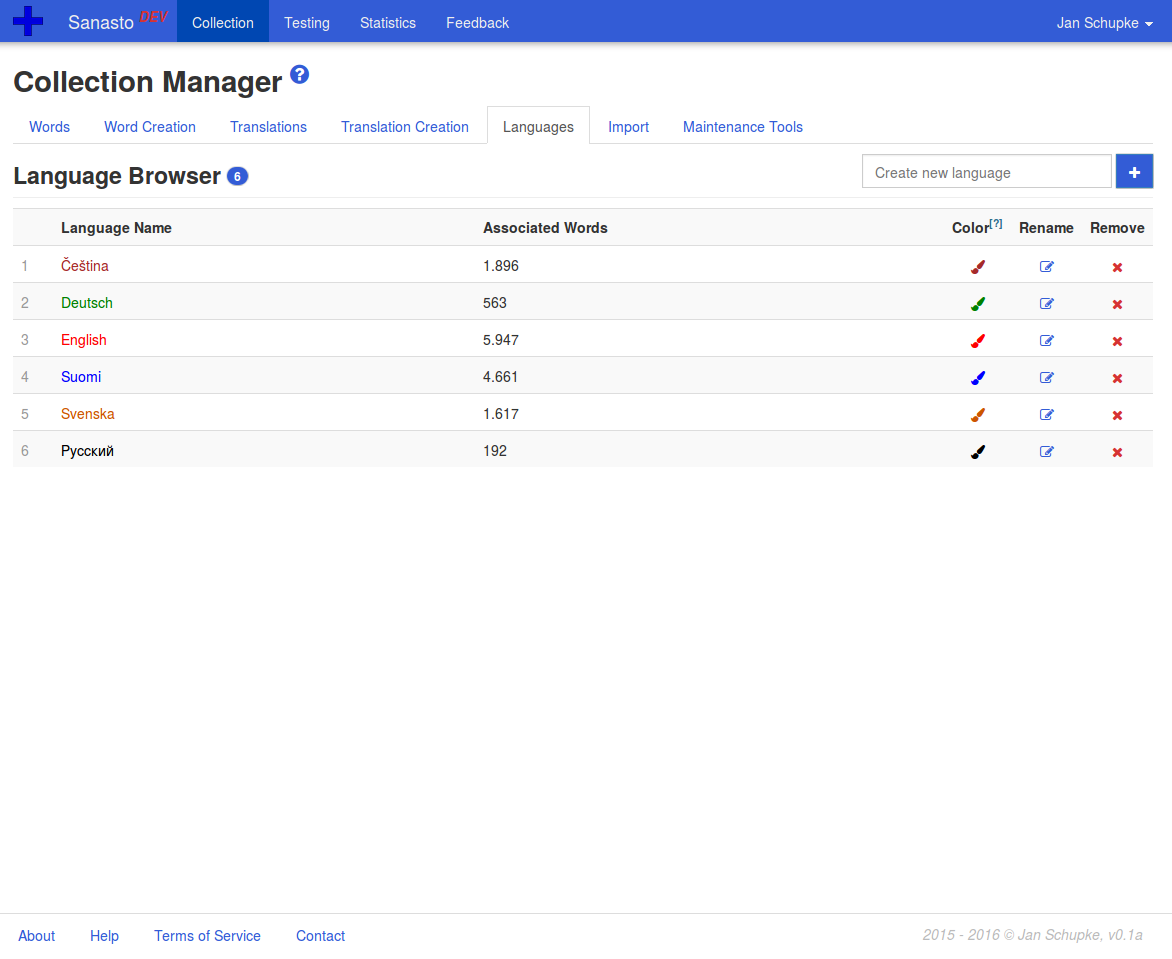 Sanasto DEV Collection Testing Statistics Feedback Jan Schupke
Collection Manager ?
Words Word Creation Translations Translation Creation Languages Import Maintenance Tools
Language Browser 6 Create new language
Language Name Associated Words Color[?] Rename Remove
1 Čeština 1.896
2 Deutsch 563
3 English 5.947
4 Suomi 4.661
5 Svenska 1.617
6 Русский 192
About Help Terms of Service Contact 2015 - 2016 © Jan Schupke, v0.1a